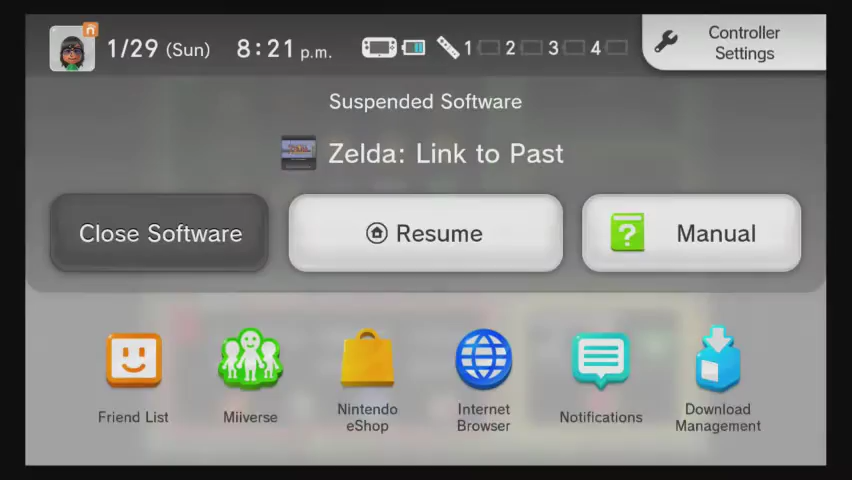 1/29 (Sun) 8:21 p.m. 1 2 3 4
Controller
Settings
Suspended Software
Zelda: Link to Past
Close Software
Resume
? Manual
Friend List
Miiverse
Nintendo
eShop
Internet
Browser
Notifications
Download
Management